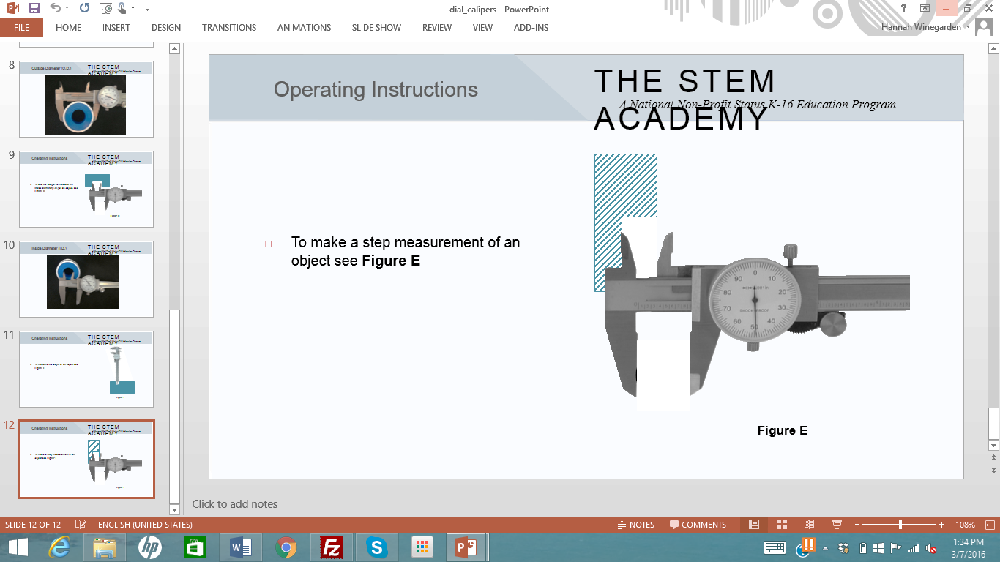 dial_calipers - PowerPoint
?
FILE HOME INSERT DESIGN TRANSITIONS ANIMATIONS SLIDE SHOW REVIEW VIEW ADD-INS
Hannah Winegarden
8
Outside Diameter (O.D.)
THE STEM
ACADEMY
9
Operating Instructions
THE STEM
ACADEMY
10
Inside Diameter (I.D.)
THE STEM
ACADEMY
11
Operating Instructions
THE STEM
ACADEMY
12
Operating Instructions
THE STEM
ACADEMY
Operating Instructions
THE STEM
A National Non-Profit Status K-16 Education Program
ACADEMY
To make a step measurement of an
object see Figure E
0
90 10
80 20
.001in
70 30
SHOCKPROOF
60 40
50
Figure E
Click to add notes
SLIDE 12 OF 12 ENGLISH (UNITED STATES) NOTES COMMENTS 108%
1:34 PM
3/7/2016